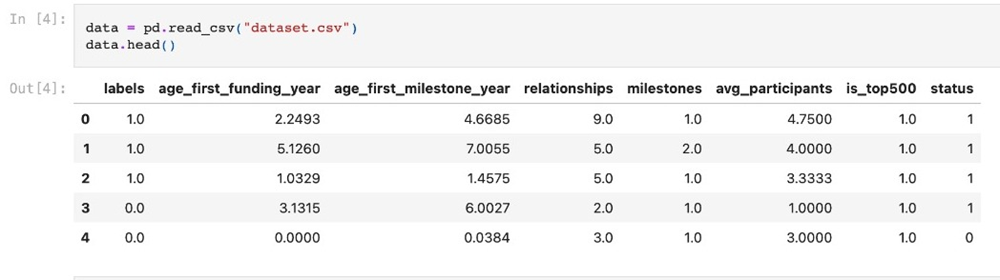 In [4]:
data = pd.read_csv("dataset.csv")
data.head()
Out[4]:
labels age_first_funding_year age_first_milestone_year relationships milestones avg_participants is_top500 status
0 1.0 2.2493 4.6685 9.0 1.0 4.7500 1.0 1
1 1.0 5.1260 7.0055 5.0 2.0 4.0000 1.0 1
2 1.0 1.0329 1.4575 5.0 1.0 3.3333 1.0 1
3 0.0 3.1315 6.0027 2.0 1.0 1.0000 1.0 1
4 0.0 0.0000 0.0384 3.0 1.0 3.0000 1.0 0